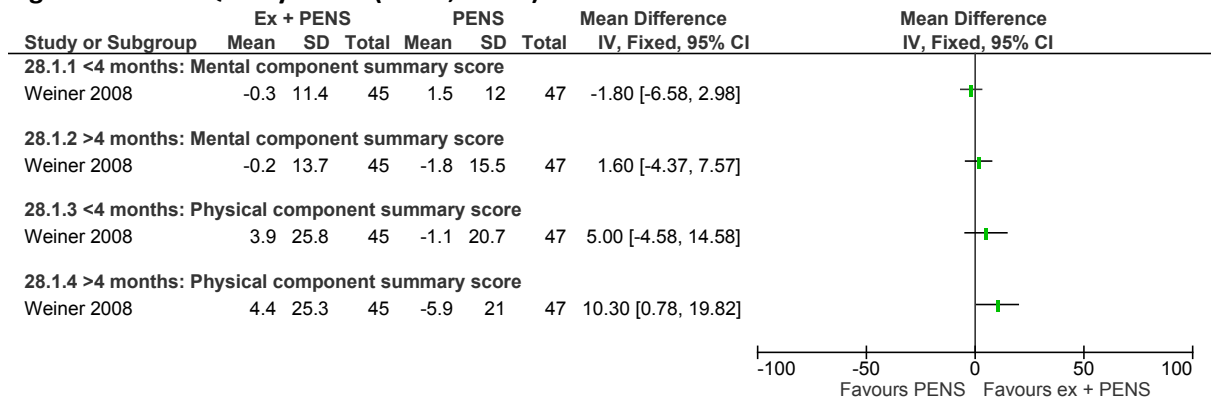 Ex + PENS PENS Mean Difference Mean Difference
Study or Subgroup Mean SD Total Mean SD Total IV, Fixed, 95% CI IV, Fixed, 95% CI
28.1.1 <4 months: Mental component summary score
Weiner 2008 -0.3 11.4 45 1.5 12 47 -1.80 [-6.58, 2.98]
28.1.2 >4 months: Mental component summary score
Weiner 2008 -0.2 13.7 45 -1.8 15.5 47 1.60 [-4.37, 7.57]
28.1.3 <4 months: Physical component summary score
Weiner 2008 3.9 25.8 45 -1.1 20.7 47 5.00 [-4.58, 14.58]
28.1.4 >4 months: Physical component summary score
Weiner 2008 4.4 25.3 45 -5.9 21 47 10.30 [0.78, 19.82]
-100 -50 0 50 100
Favours PENS Favours ex + PENS